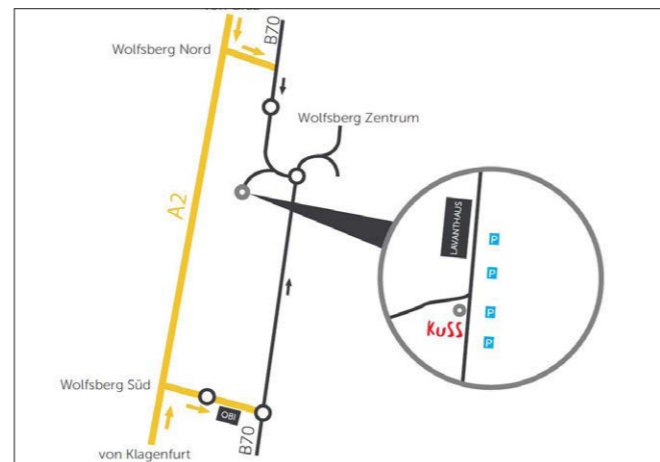 B70
Wolfsberg Nord
Wolfsberg Zentrum
A2
LAVANTHAUS
P
P
P
P
KUSS
Wolfsberg Süd
OBI
B70
von Klagenfurt